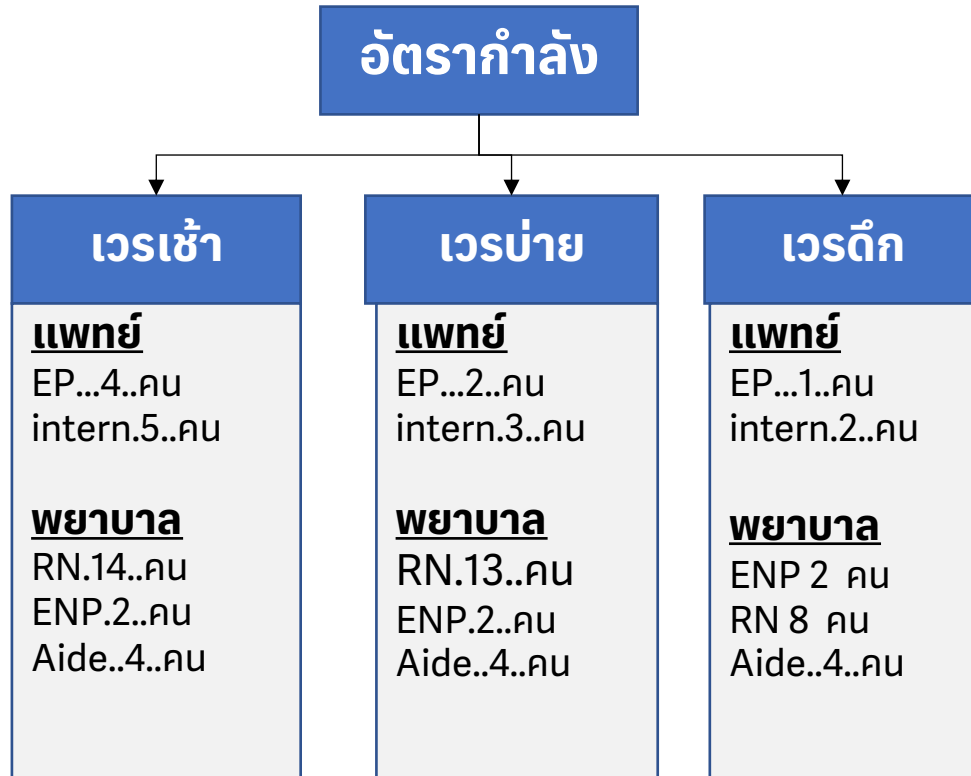 อัตรากำลัง
เวรเช้า
แพทย์
EP...4..คน
intern.5..คน
พยาบาล
RN.14..คน
ENP.2..คน
Aide..4..คน
เวรบ่าย
แพทย์
EP...2..คน
intern.3..คน
พยาบาล
RN.13..คน
ENP.2..คน
Aide..4..คน
เวรดึก
แพทย์
EP...1..คน
intern.2..คน
พยาบาล
ENP 2 คน
RN 8 คน
Aide..4..คน